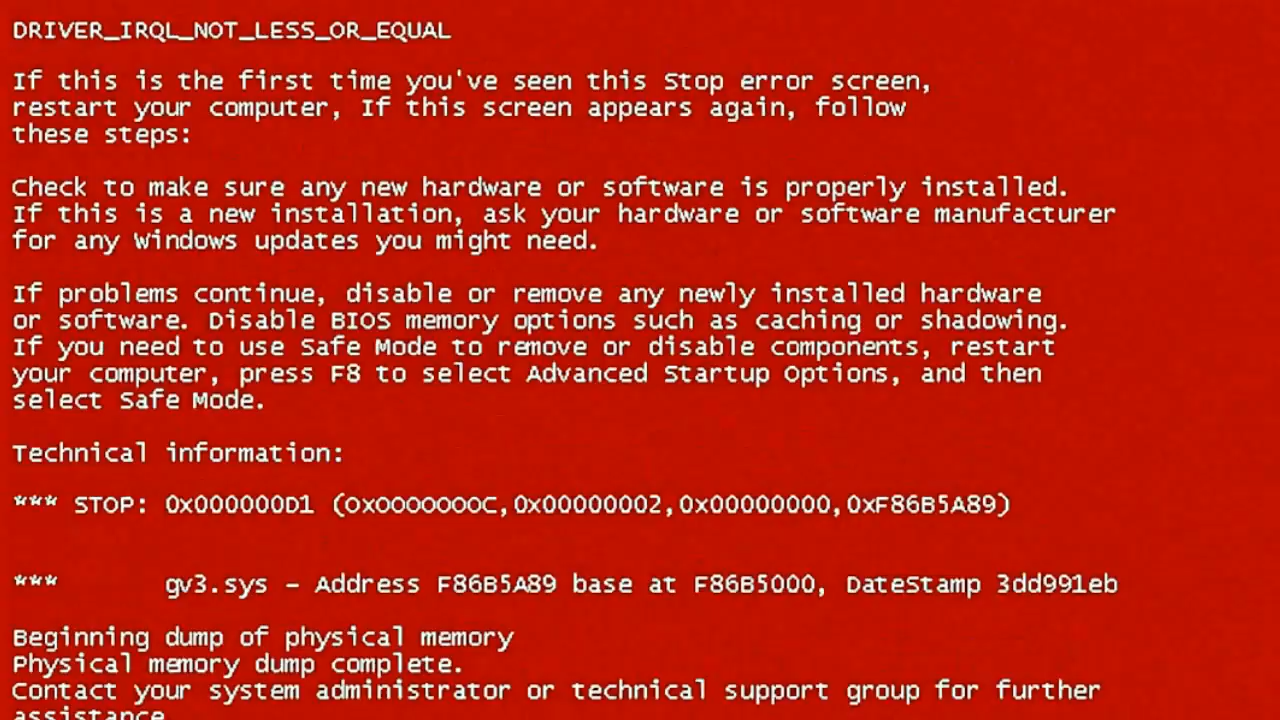 DRIVER_IRQL_NOT_LESS_OR_EQUAL
If this is the first time you've seen this Stop error screen,
restart your computer, If this screen appears again, follow
these steps:
Check to make sure any new hardware or software is properly installed.
If this is a new installation, ask your hardware or software manufacturer
for any Windows updates you might need.
If problems continue, disable or remove any newly installed hardware
or software. Disable BIOS memory options such as caching or shadowing.
If you need to use Safe Mode to remove or disable components, restart
your computer, press F8 to select Advanced Startup Options, and then
select Safe Mode.
Technical information:
*** STOP: 0x000000D1 (0x0000000C,0x00000002,0x00000000,0xF86B5A89)
*** gv3.sys – Address F86B5A89 base at F86B5000, DateStamp 3dd991eb
Beginning dump of physical memory
Physical memory dump complete.
Contact your system administrator or technical support group for further
assistance